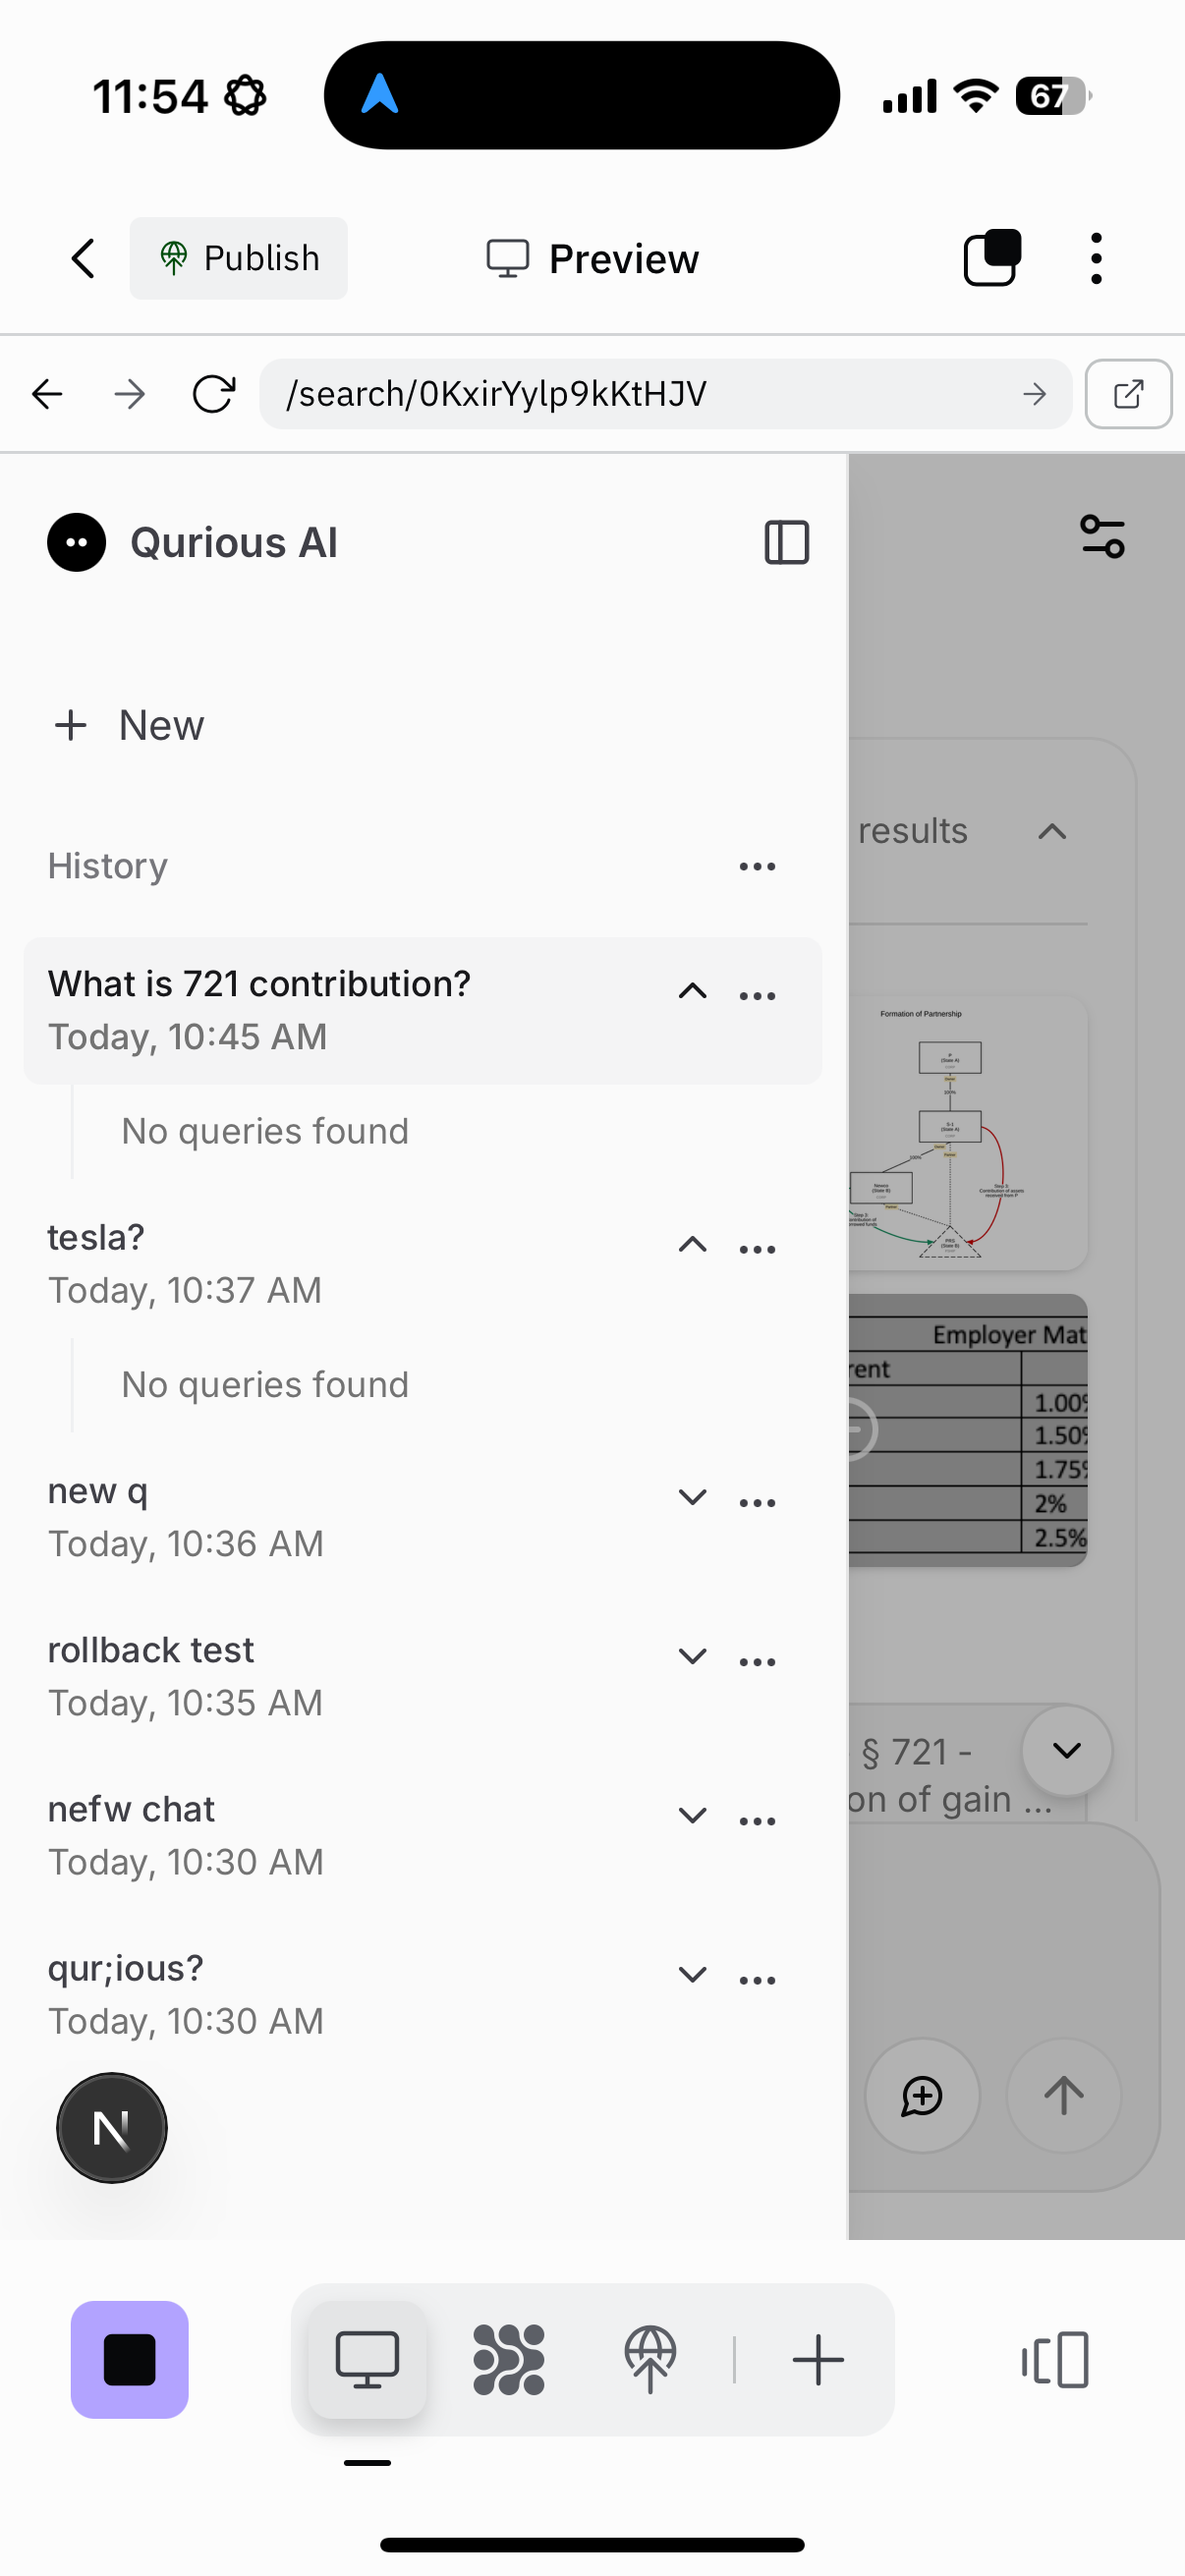 11:54
67
Publish
Preview
/search/0KxirYylp9kKtHJV
Qurious AI
New
results
History
What is 721 contribution?
Today, 10:45 AM
Formation of Partnership
No queries found
100%
100%
tesla?
Today, 10:37 AM
Employer Mat
rent
No queries found
1.00%
1.50%
1.75%
new q
2%
Today, 10:36 AM
2.5%
rollback test
Today, 10:35 AM
§ 721 -
nefw chat
on of gain ...
Today, 10:30 AM
qur;ious?
Today, 10:30 AM
N